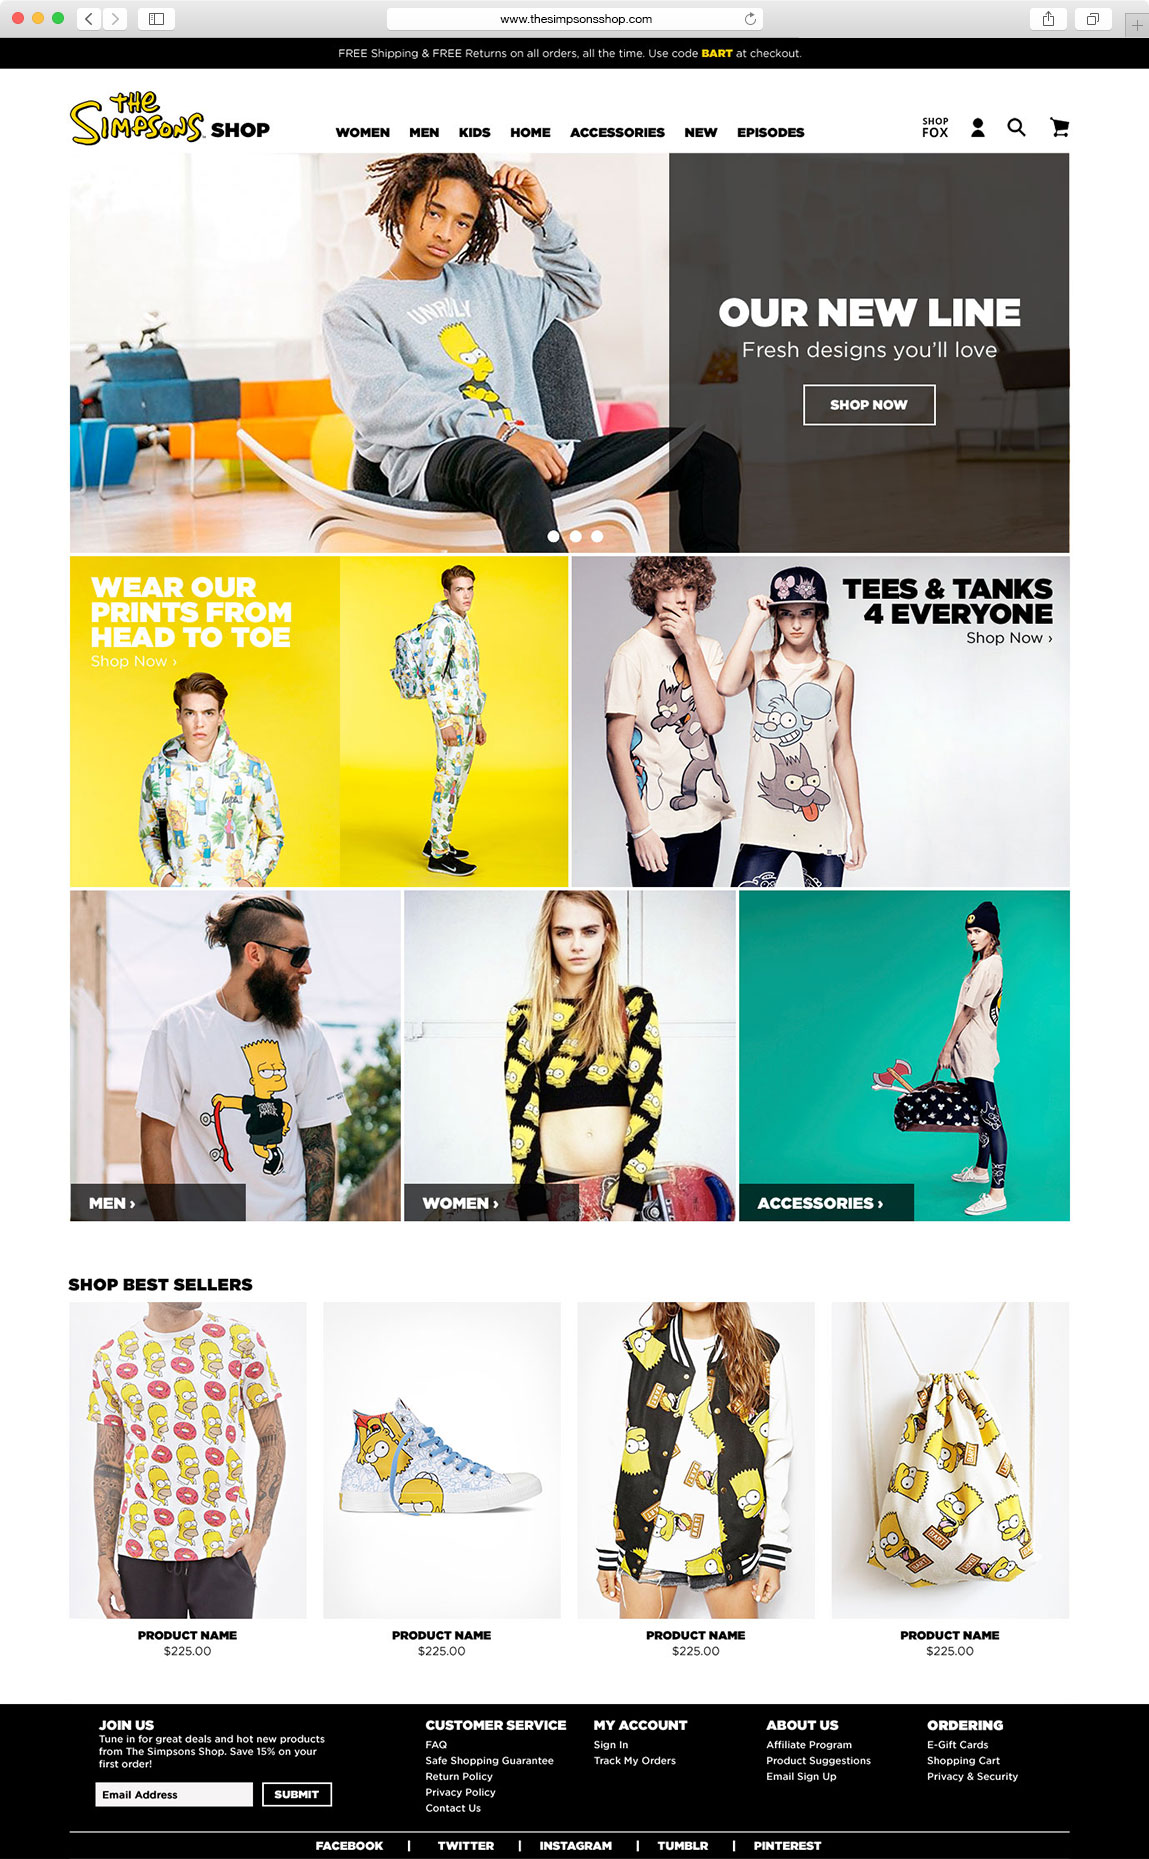 www.thesimpsonsshop.com
FREE Shipping & FREE Returns on all orders, all the time. Use code BART at checkout.
THE
SIMPSONS SHOP
WOMEN MEN KIDS HOME ACCESSORIES NEW EPISODES
SHOP
FOX
UNRULY
OUR NEW LINE
Fresh designs you'll love
SHOP NOW
WEAR OUR
PRINTS FROM
HEAD TO TOE
Shop Now ›
TEES & TANKS
4 EVERYONE
Shop Now ›
MEN ›
WOMEN ›
ACCESSORIES ›
SHOP BEST SELLERS
PRODUCT NAME
$225.00
PRODUCT NAME
$225.00
PRODUCT NAME
$225.00
PRODUCT NAME
$225.00
JOIN US
Tune in for great deals and hot new products
from The Simpsons Shop. Save 15% on your
first order!
Email Address
SUBMIT
CUSTOMER SERVICE
FAQ
Safe Shopping Guarantee
Return Policy
Privacy Policy
Contact Us
MY ACCOUNT
Sign In
Track My Orders
ABOUT US
Affiliate Program
Product Suggestions
Email Sign Up
ORDERING
E-Gift Cards
Shopping Cart
Privacy & Security
FACEBOOK | TWITTER | INSTAGRAM | TUMBLR | PINTEREST